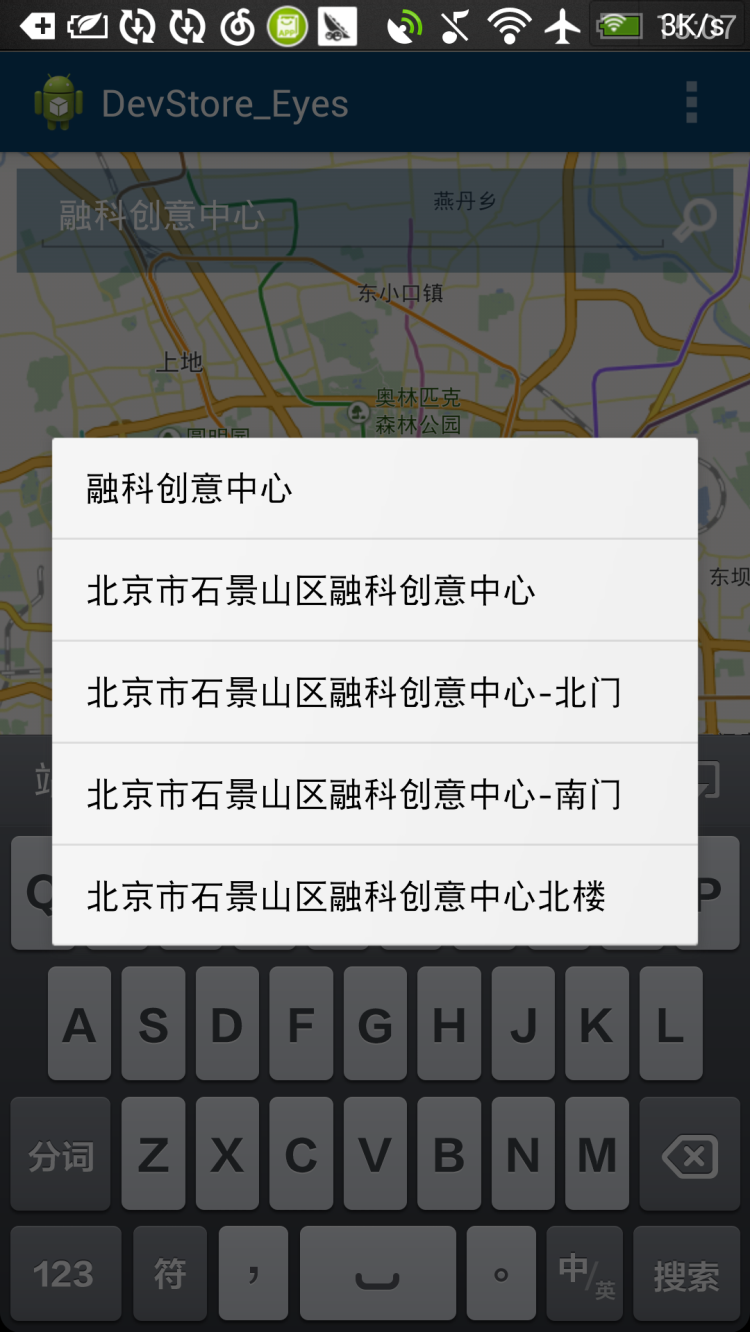 3K/s
DevStore_Eyes
融科创意中心
燕丹乡
东小口镇
上地
奥林匹克
森林公园
圆明园
融科创意中心
北京市石景山区融科创意中心
东坝
北京市石景山区融科创意中心-北门
北京市石景山区融科创意中心-南门
北京市石景山区融科创意中心北楼
Q P
A S D F G H J K L
分词 Z X C V B N M
123 符 , 。 中/英 搜索